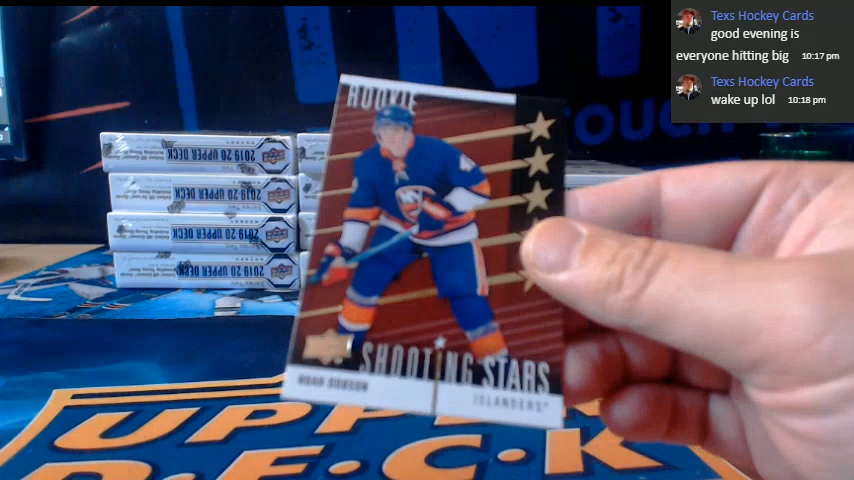 Texs Hockey Cards
good evening is
everyone hitting big 10:17 pm
Texs Hockey Cards
wake up lol 10:18 pm
OUCH
ROOKIE
NY
SHOOTING STARS
NOAH DOBSON
ISLANDERS
2019 20 UPPER DECK
2019 20 UPPER DECK
2019 20 UPPER DECK
2019 20 UPPER DECK
UPPER
DECK